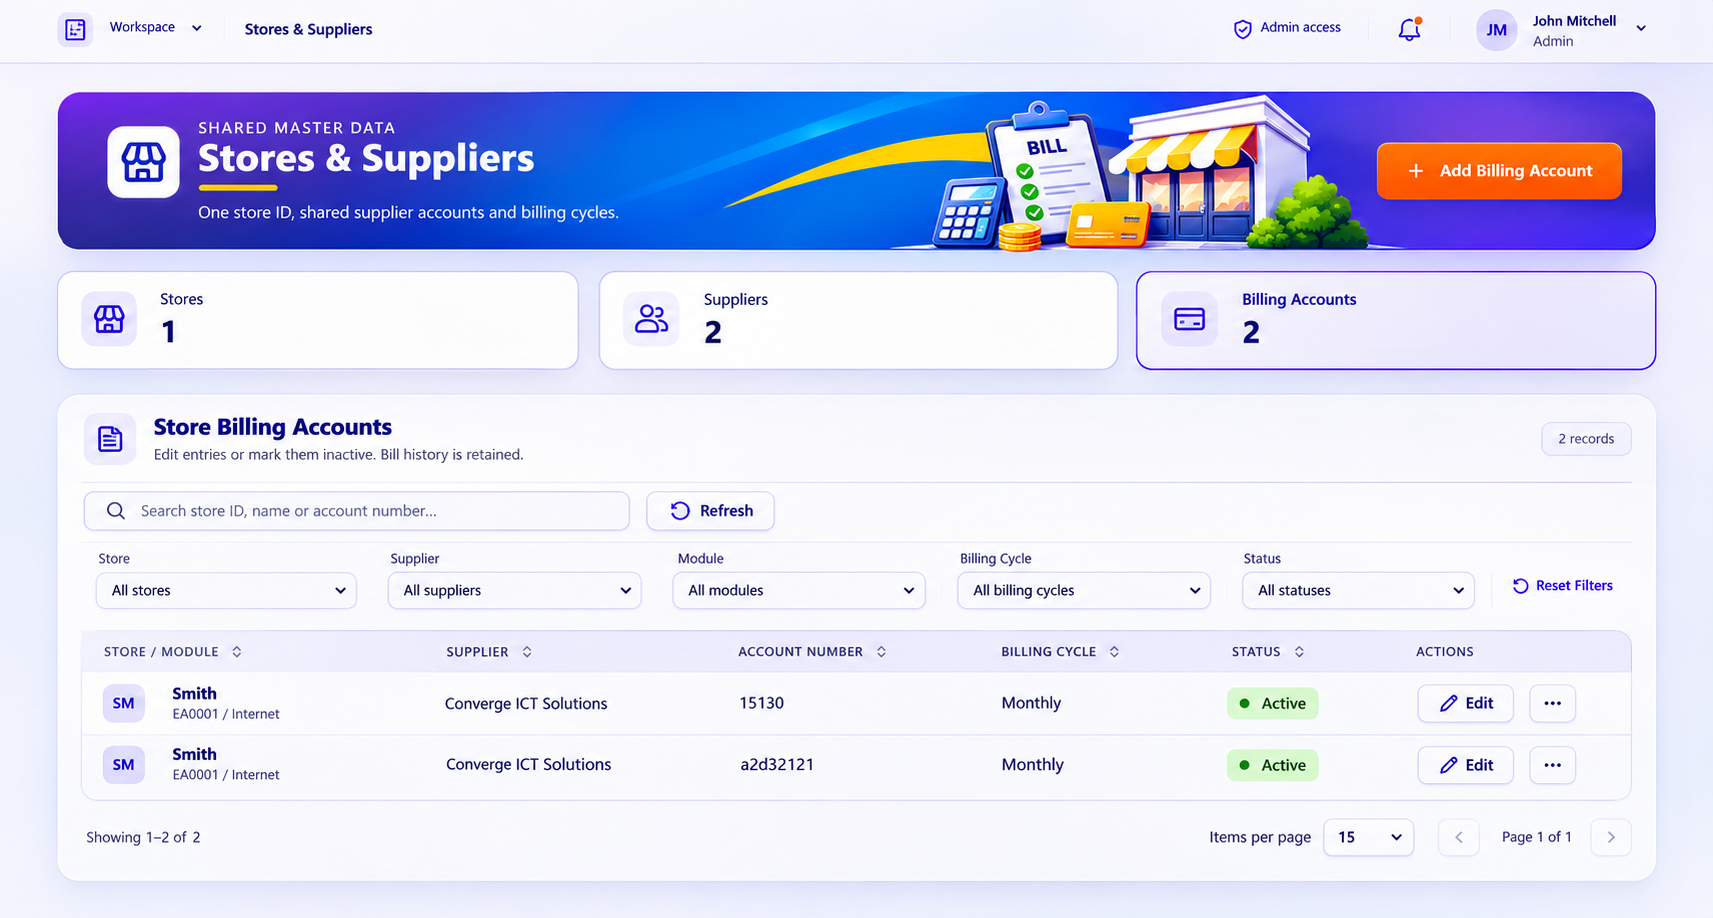 Workspace
Stores & Suppliers
Admin access
JM
John Mitchell
Admin
SHARED MASTER DATA
Stores & Suppliers
One store ID, shared supplier accounts and billing cycles.
BILL
+ Add Billing Account
Stores
1
Suppliers
2
Billing Accounts
2
Store Billing Accounts
Edit entries or mark them inactive. Bill history is retained.
2 records
Search store ID, name or account number...
Refresh
Store
Supplier
Module
Billing Cycle
Status
All stores
All suppliers
All modules
All billing cycles
All statuses
Reset Filters
STORE / MODULE
SUPPLIER
ACCOUNT NUMBER
BILLING CYCLE
STATUS
ACTIONS
SM
Smith
EA0001 / Internet
Converge ICT Solutions
15130
Monthly
Active
Edit
...
SM
Smith
EA0001 / Internet
Converge ICT Solutions
a2d32121
Monthly
Active
Edit
...
Showing 1–2 of 2
Items per page
15
Page 1 of 1